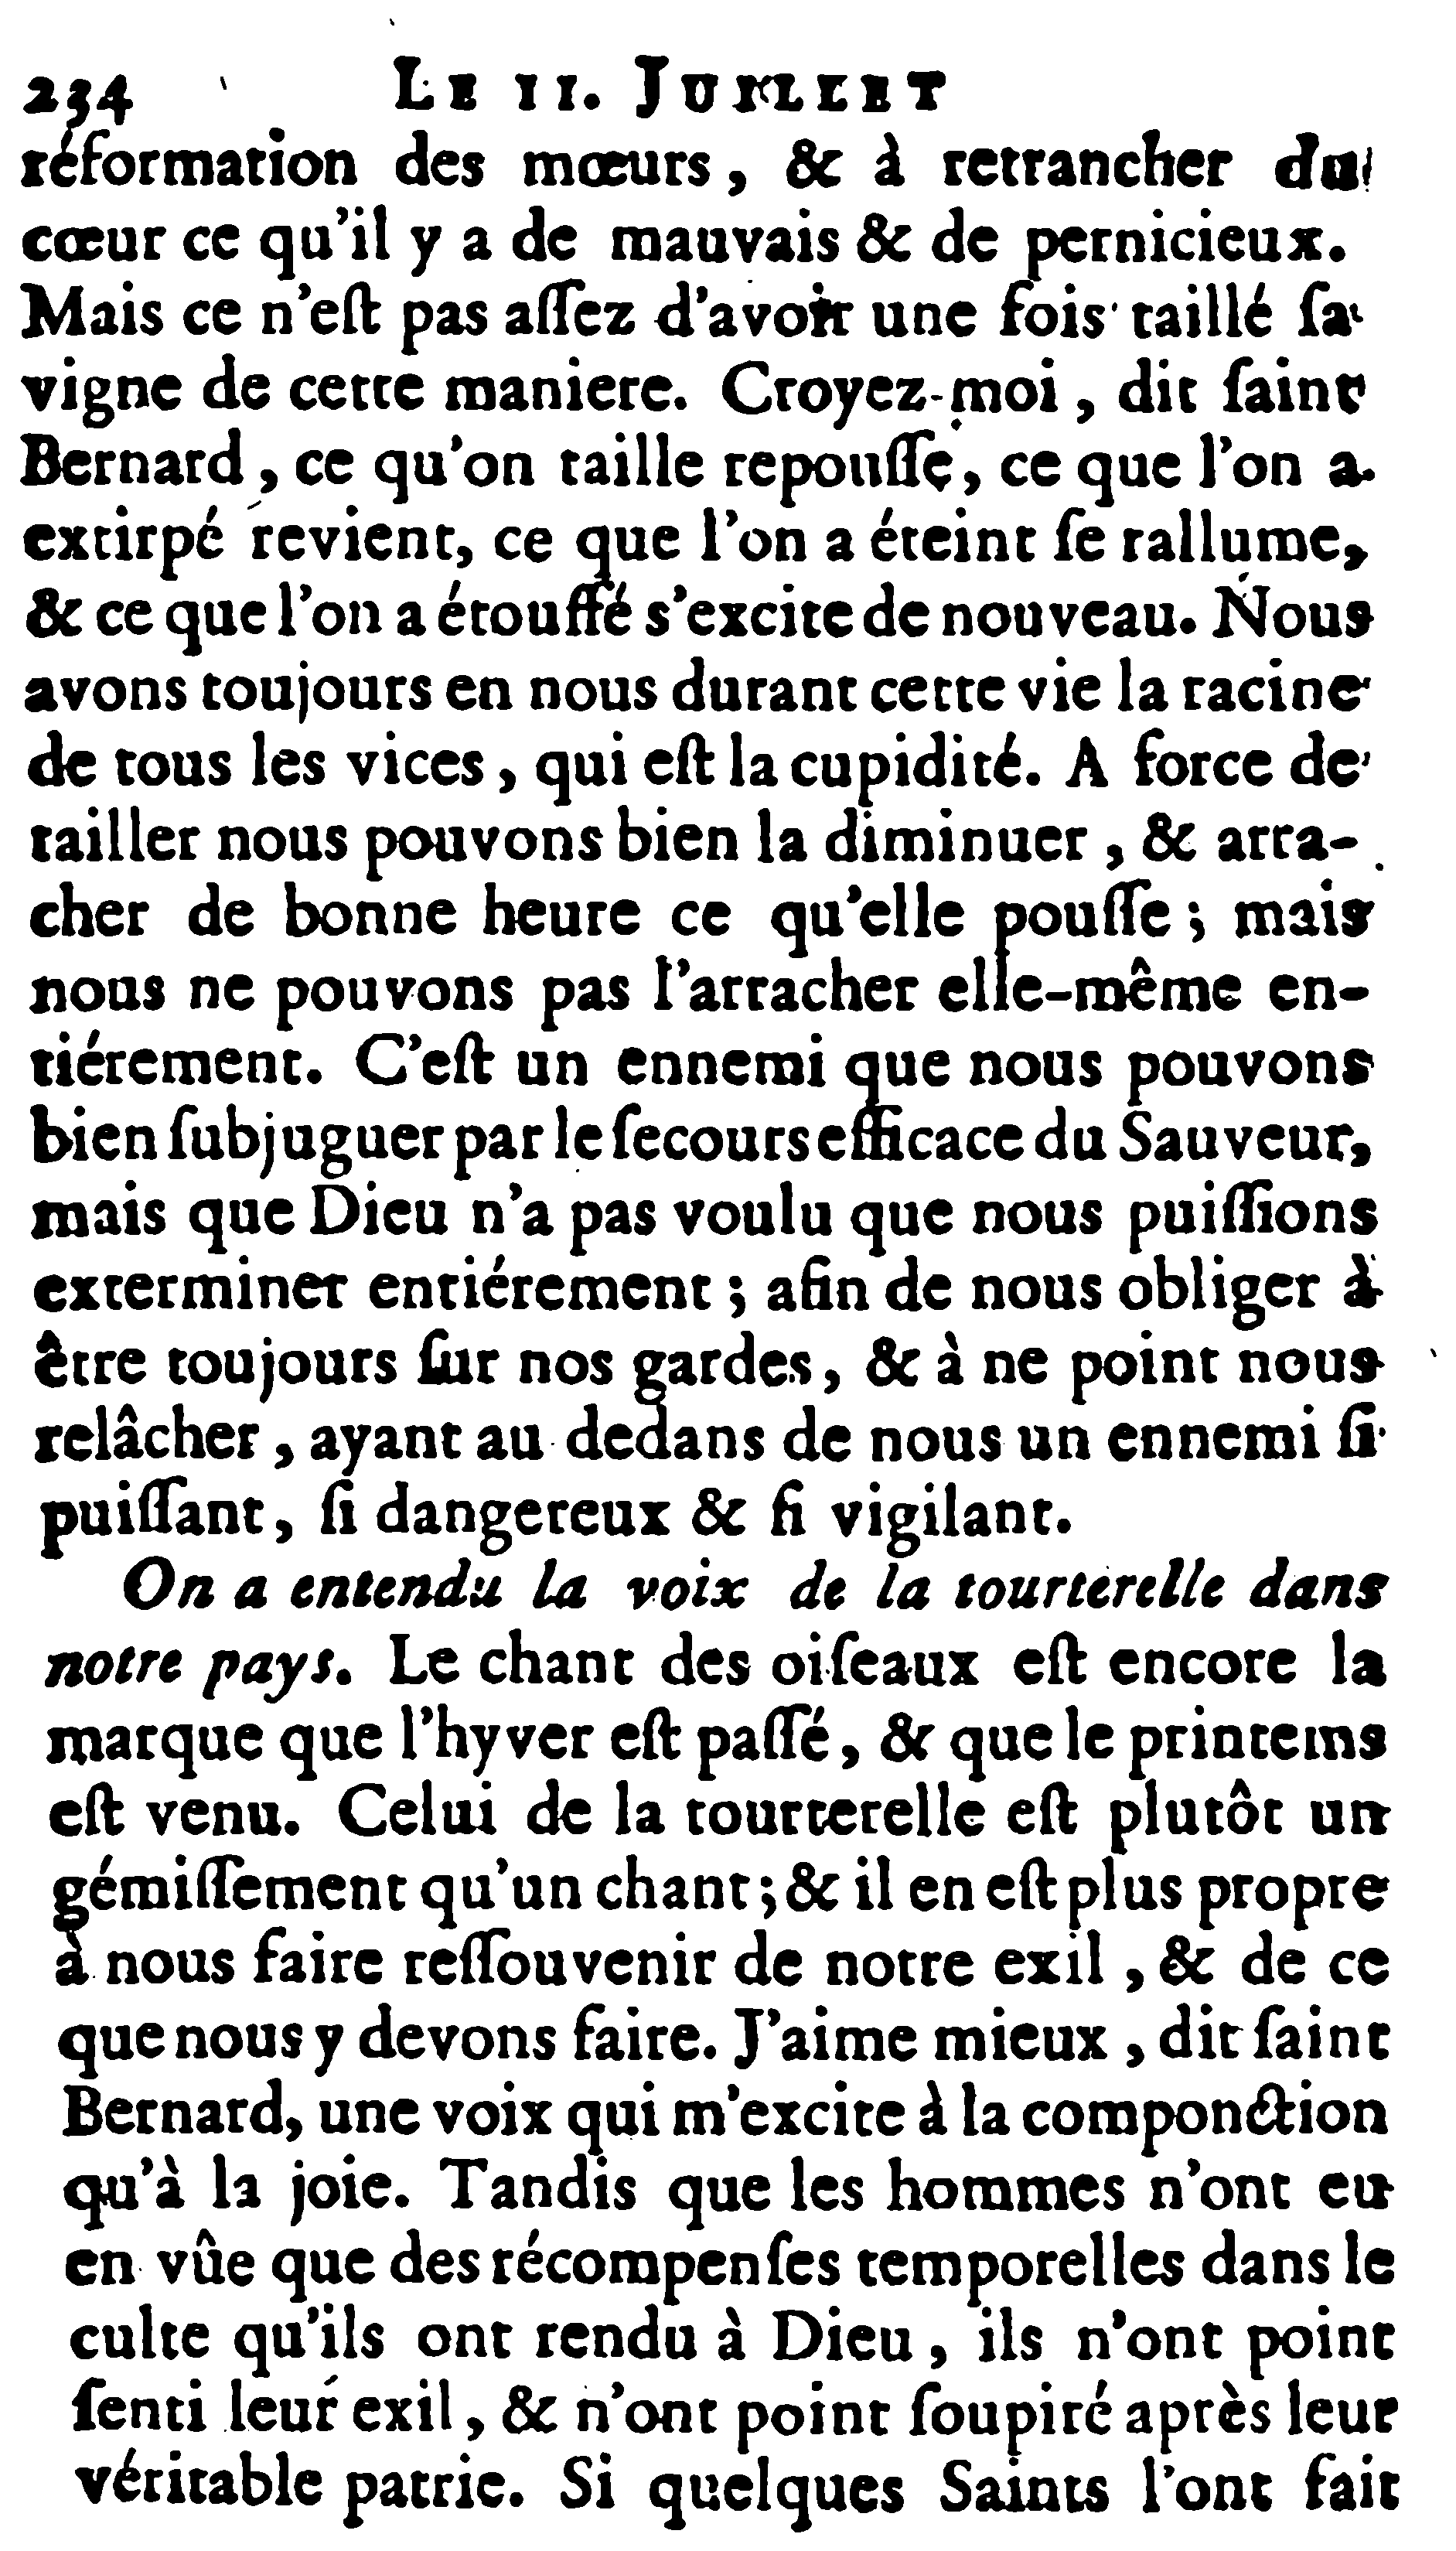 234 LE II. JUILLET
réformation des mœurs, & à retrancher du
cœur ce qu'il y a de mauvais & de pernicieux.
Mais ce n'eſt pas aſſez d'avoir une fois taillé ſa
vigne de cette maniere. Croyez-moi, dit ſaint
Bernard, ce qu'on taille repouſſe, ce que l'on a
extirpé revient, ce que l'on a éteint ſe rallume,
& ce que l'on a étouffé s'excite de nouveau. Nous
avons toujours en nous durant cette vie la racine
de tous les vices, qui eſt la cupidité. A force de
tailler nous pouvons bien la diminuer, & arra-
cher de bonne heure ce qu'elle pouſſe; mais
nous ne pouvons pas l'arracher elle-même en-
tiérement. C'eſt un ennemi que nous pouvons
bien ſubjuguer par le ſecours efficace du Sauveur,
mais que Dieu n'a pas voulu que nous puiſſions
exterminer entiérement; afin de nous obliger à
être toujours ſur nos gardes, & à ne point nous
relâcher, ayant au dedans de nous un ennemi ſi
puiſſant, ſi dangereux & ſi vigilant.
On a entendu la voix de la tourterelle dans
notre pays. Le chant des oiſeaux eſt encore la
marque que l'hyver eſt paſſé, & que le printems
eſt venu. Celui de la tourterelle eſt plutôt un
gémiſſement qu'un chant; & il en eſt plus propre
à nous faire reſſouvenir de notre exil, & de ce
que nous y devons faire. J'aime mieux, dit ſaint
Bernard, une voix qui m'excite à la componction
qu'à la joie. Tandis que les hommes n'ont eu
en vûe que des récompenſes temporelles dans le
culte qu'ils ont rendu à Dieu, ils n'ont point
ſenti leur exil, & n'ont point ſoupiré après leur
véritable patrie. Si quelques Saints l'ont fait